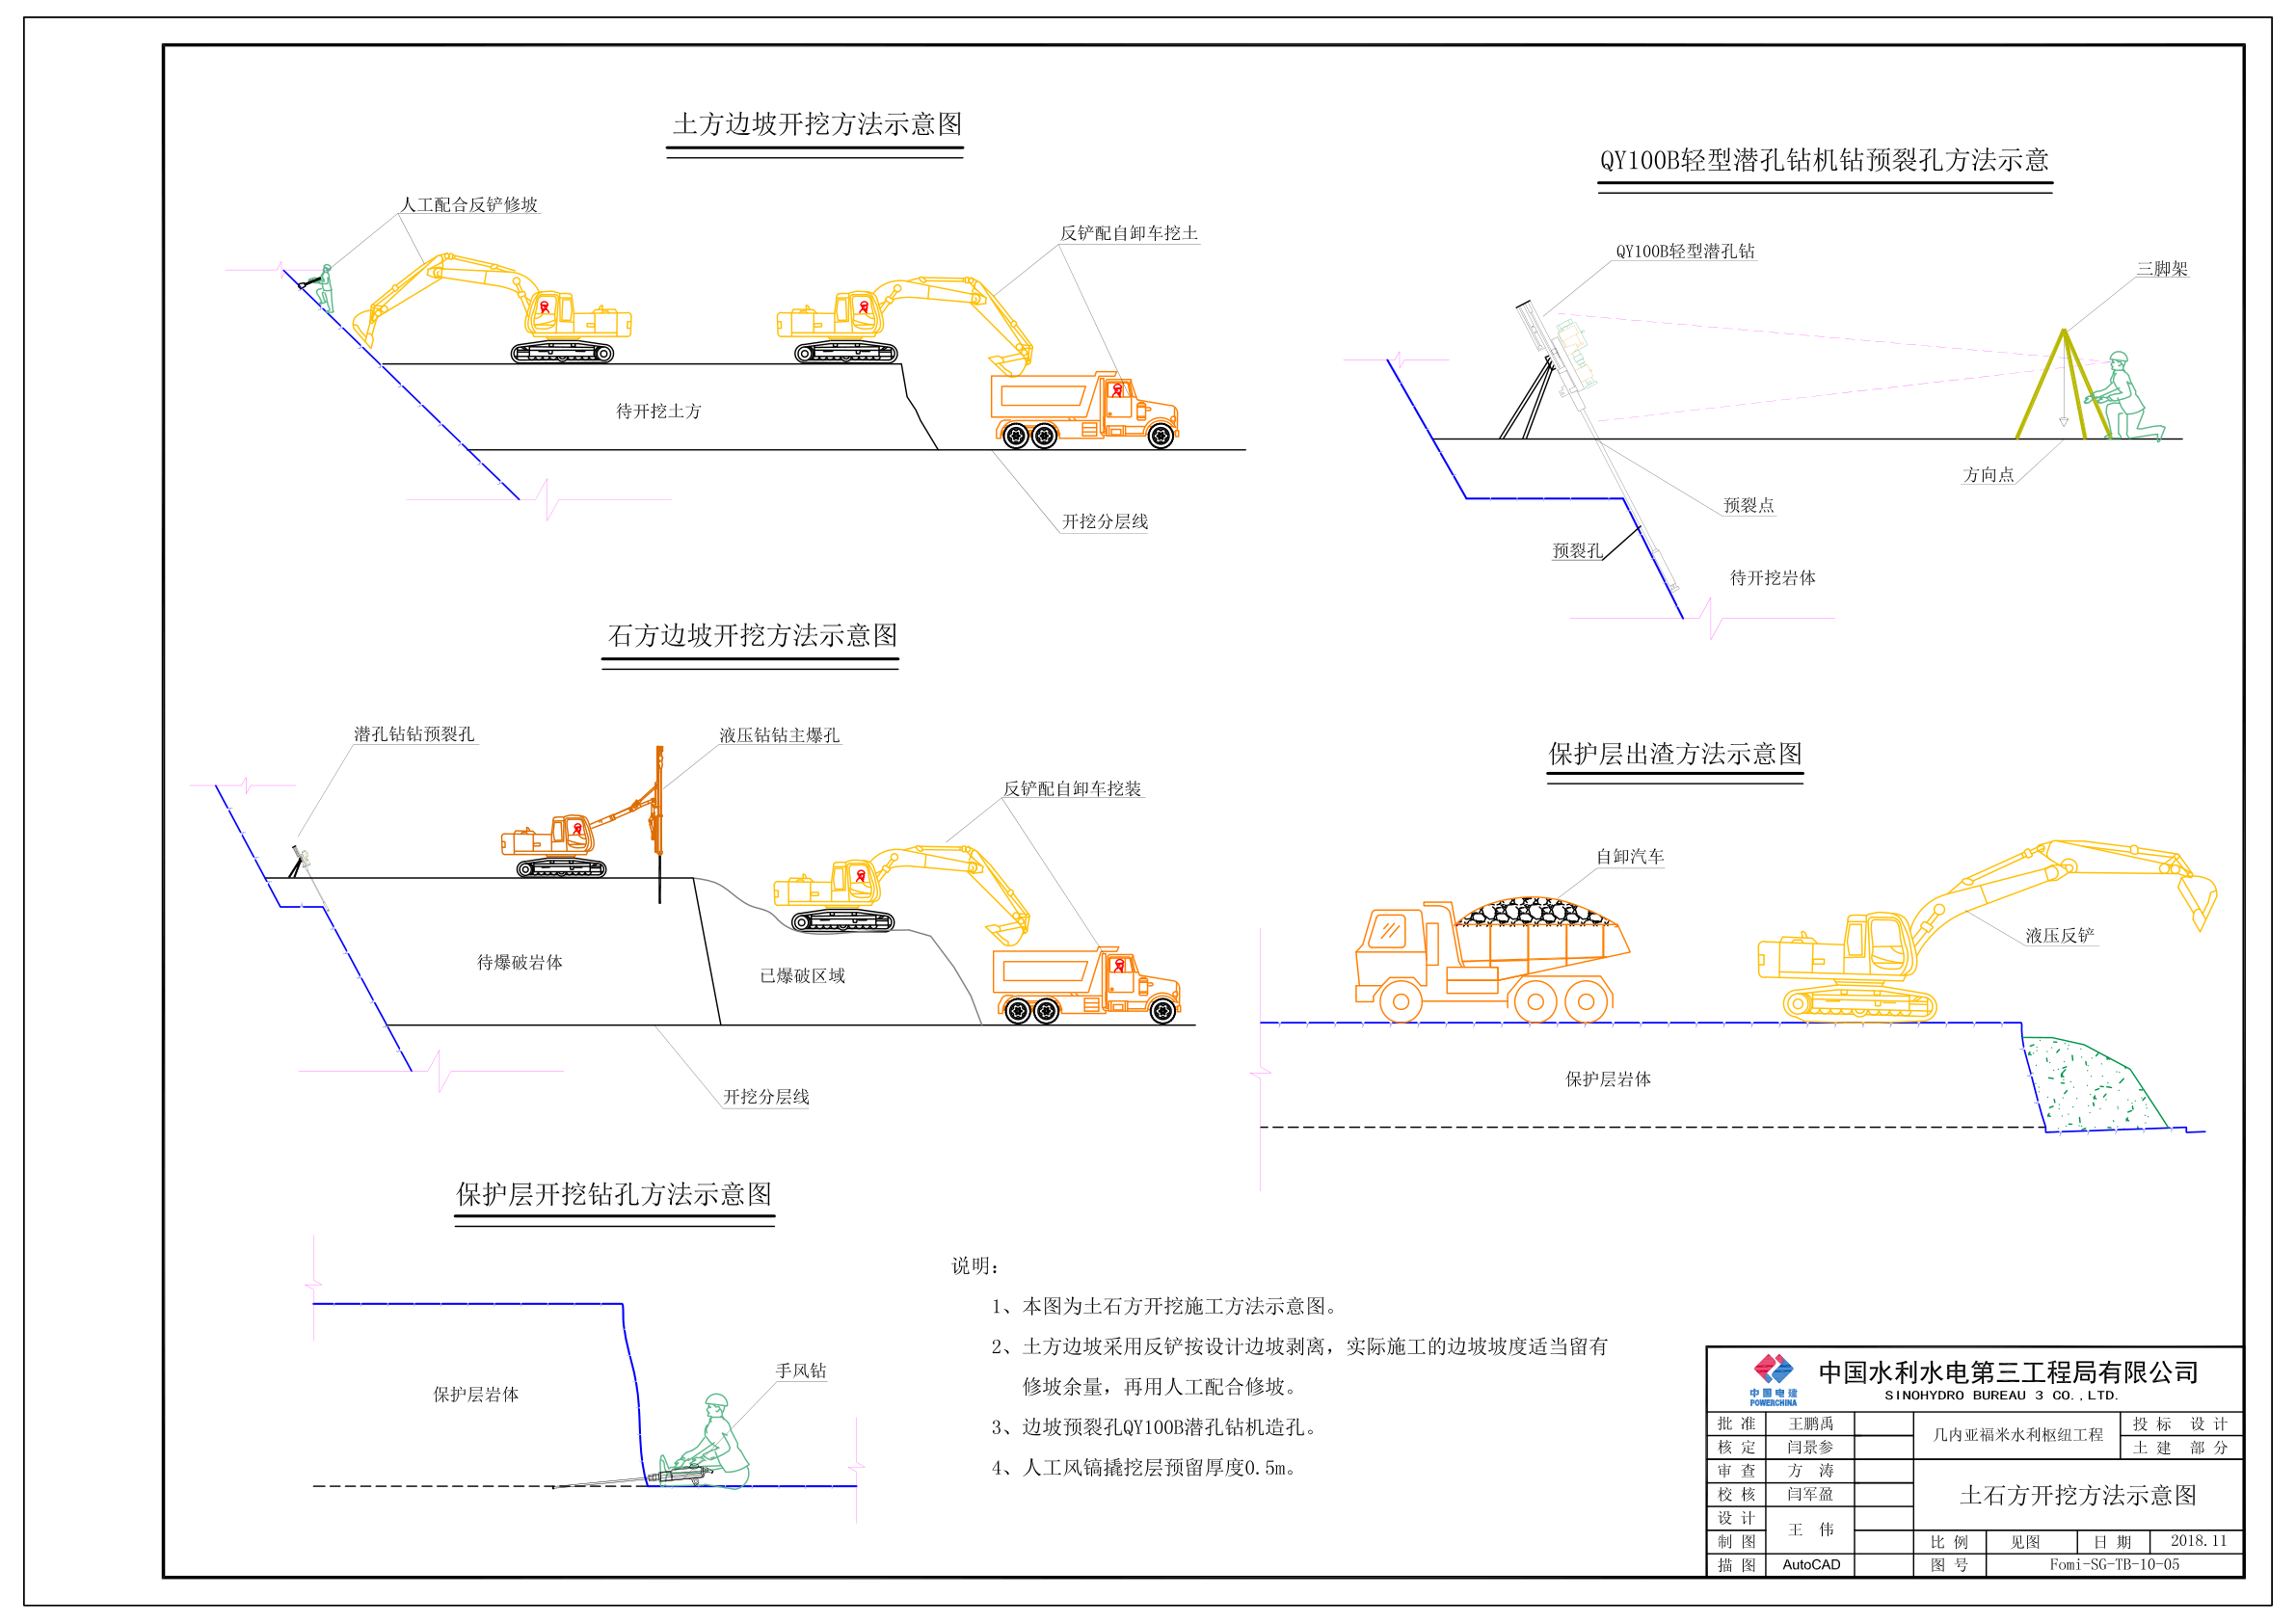 土方边坡开挖方法示意图
人工配合反铲修坡
反铲配自卸车挖土
待开挖土方
开挖分层线
QY100B轻型潜孔钻机钻预裂孔方法示意
QY100B轻型潜孔钻
三脚架
方向点
预裂点
预裂孔
待开挖岩体
石方边坡开挖方法示意图
潜孔钻钻预裂孔
液压钻钻主爆孔
反铲配自卸车挖装
待爆破岩体
已爆破区域
开挖分层线
保护层出渣方法示意图
自卸汽车
液压反铲
保护层岩体
保护层开挖钻孔方法示意图
手风钻
保护层岩体
说明：
1、本图为土石方开挖施工方法示意图。
2、土方边坡采用反铲按设计边坡剥离，实际施工的边坡坡度适当留有
修坡余量，再用人工配合修坡。
3、边坡预裂孔QY100B潜孔钻机造孔。
4、人工风镐撬挖层预留厚度0.5m。
中国电建
POWERCHINA
中国水利水电第三工程局有限公司
SINOHYDRO BUREAU 3 CO.,LTD.
批 准 王鹏禹 几内亚福米水利枢纽工程 投 标 设 计
核 定 闫景参 土 建 部 分
审 查 方 涛 土石方开挖方法示意图
校 核 闫军盈
设 计 王 伟
制 图 比 例 见图 日 期 2018.11
描 图 AutoCAD 图 号 Fomi-SG-TB-10-05